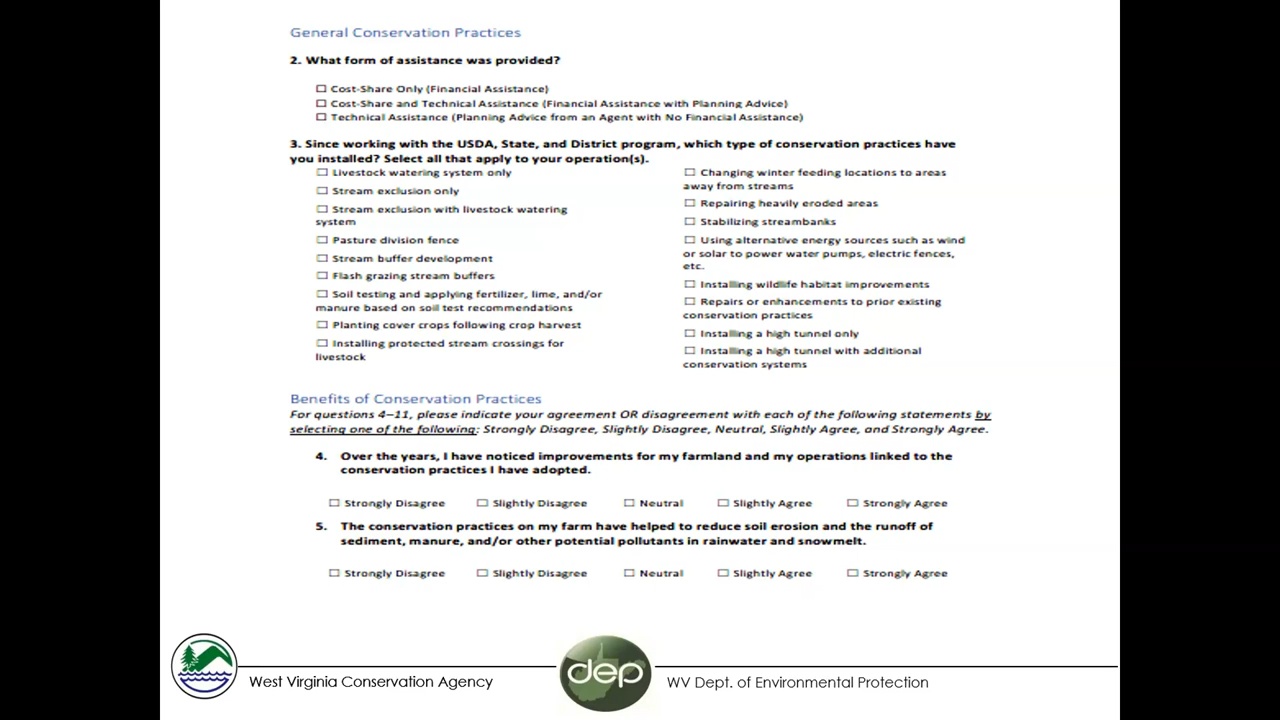 General Conservation Practices
2. What form of assistance was provided?
☐ Cost-Share Only (Financial Assistance)
☐ Cost-Share and Technical Assistance (Financial Assistance with Planning Advice)
☐ Technical Assistance (Planning Advice from an Agent with No Financial Assistance)
3. Since working with the USDA, State, and District program, which type of conservation practices have
you installed? Select all that apply to your operation(s).
☐ Livestock watering system only
☐ Stream exclusion only
☐ Stream exclusion with livestock watering
system
☐ Pasture division fence
☐ Stream buffer development
☐ Flash grazing stream buffers
☐ Soil testing and applying fertilizer, lime, and/or
manure based on soil test recommendations
☐ Planting cover crops following crop harvest
☐ Installing protected stream crossings for
livestock
☐ Changing winter feeding locations to areas
away from streams
☐ Repairing heavily eroded areas
☐ Stabilizing streambanks
☐ Using alternative energy sources such as wind
or solar to power water pumps, electric fences,
etc.
☐ Installing wildlife habitat improvements
☐ Repairs or enhancements to prior existing
conservation practices
☐ Installing a high tunnel only
☐ Installing a high tunnel with additional
conservation systems
Benefits of Conservation Practices
For questions 4–11, please indicate your agreement OR disagreement with each of the following statements by
selecting one of the following: Strongly Disagree, Slightly Disagree, Neutral, Slightly Agree, and Strongly Agree.
4. Over the years, I have noticed improvements for my farmland and my operations linked to the
conservation practices I have adopted.
☐ Strongly Disagree ☐ Slightly Disagree ☐ Neutral ☐ Slightly Agree ☐ Strongly Agree
5. The conservation practices on my farm have helped to reduce soil erosion and the runoff of
sediment, manure, and/or other potential pollutants in rainwater and snowmelt.
☐ Strongly Disagree ☐ Slightly Disagree ☐ Neutral ☐ Slightly Agree ☐ Strongly Agree
West Virginia Conservation Agency
dep
WV Dept. of Environmental Protection